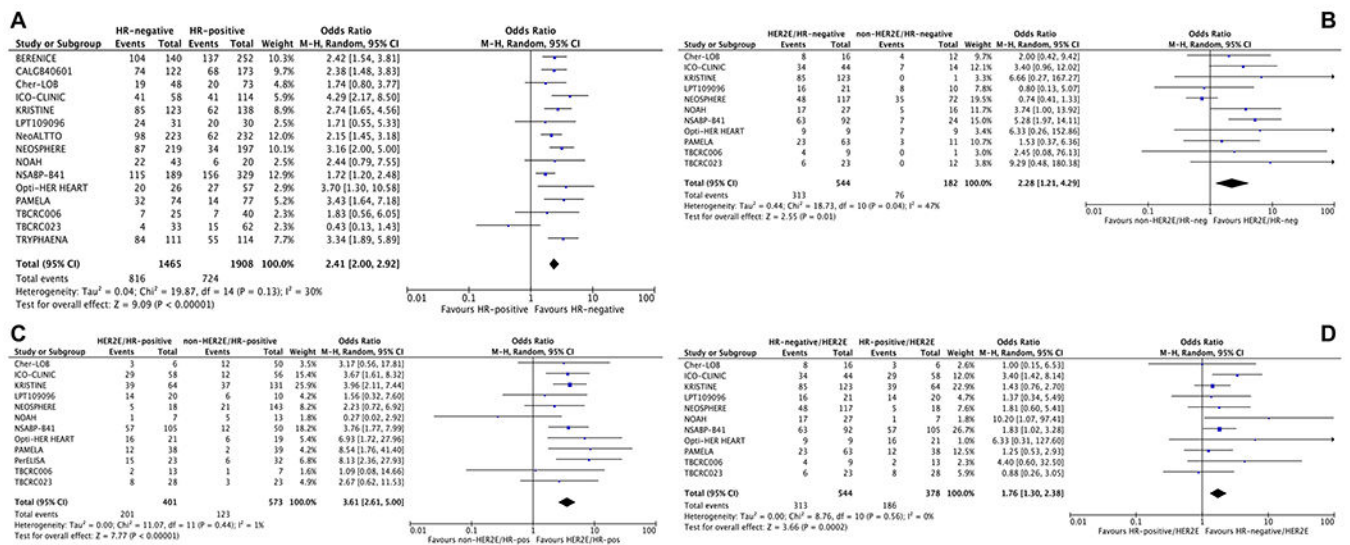 A
HR-negative HR-positive Odds Ratio Odds Ratio
Study or Subgroup Events Total Events Total Weight M-H, Random, 95% CI M-H, Random, 95% CI
BERENICE 104 140 137 252 10.3% 2.42 [1.54, 3.81]
CALGB40601 74 122 68 173 9.7% 2.38 [1.48, 3.83]
Cher-LOB 19 48 20 73 4.2% 1.74 [0.80, 3.77]
ICO-CLINIC 41 58 41 114 5.3% 4.29 [2.17, 8.50]
KRISTINE 85 123 62 138 8.9% 2.74 [1.65, 4.56]
LPT109096 24 31 20 30 2.5% 1.71 [0.55, 5.33]
NeoALTTO 98 223 62 232 12.0% 2.15 [1.45, 3.18]
NEOSPHERE 87 219 34 197 10.1% 3.16 [2.00, 5.00]
NOAH 22 43 6 20 2.6% 2.44 [0.79, 7.55]
NSABP-B41 115 189 156 329 13.1% 1.72 [1.20, 2.48]
Opti-HER HEART 20 26 27 57 2.9% 3.70 [1.30, 10.58]
PAMELA 32 74 14 77 4.8% 3.43 [1.64, 7.18]
TBCRC006 7 25 7 40 2.3% 1.83 [0.56, 6.05]
TBCRC023 4 33 15 62 2.3% 0.43 [0.13, 1.43]
TRYPHAENA 84 111 55 114 7.7% 3.34 [1.89, 5.89]
Total (95% CI) 1465 1908 100.0% 2.41 [2.00, 2.92]
Total events 816 724
Heterogeneity: Tau² = 0.04; Chi² = 19.87, df = 14 (P = 0.13); I² = 30%
Test for overall effect: Z = 9.09 (P < 0.00001)
0.01 0.1 1 10 100
Favours HR-positive Favours HR-negative
B
HER2E/HR-negative non-HER2E/HR-negative Odds Ratio Odds Ratio
Study or Subgroup Events Total Events Total Weight M-H, Random, 95% CI M-H, Random, 95% CI
Cher-LOB 8 16 4 12 9.7% 2.00 [0.42, 9.42]
ICO-CLINIC 34 44 7 14 11.5% 3.40 [0.96, 12.02]
KRISTINE 85 123 0 1 3.3% 6.66 [0.27, 167.27]
LPT109096 16 21 8 10 7.7% 0.80 [0.13, 5.07]
NEOSPHERE 48 117 35 72 19.5% 0.74 [0.41, 1.33]
NOAH 17 27 5 16 11.0% 3.74 [1.00, 13.92]
NSABP-B41 63 92 7 24 15.0% 5.28 [1.97, 14.11]
Opti-HER HEART 9 9 7 9 3.4% 6.33 [0.26, 152.86]
PAMELA 23 63 3 11 10.4% 1.53 [0.37, 6.36]
TBCRC006 4 9 0 1 2.8% 2.45 [0.08, 76.13]
TBCRC023 6 23 0 12 3.8% 9.29 [0.48, 180.38]
Total (95% CI) 544 182 100.0% 2.28 [1.21, 4.29]
Total events 313 76
Heterogeneity: Tau² = 0.44; Chi² = 18.73, df = 10 (P = 0.04); I² = 47%
Test for overall effect: Z = 2.55 (P = 0.01)
0.01 0.1 1 10 100
Favours non-HER2E/HR-neg Favours HER2E/HR-neg
C
HER2E/HR-positive non-HER2E/HR-positive Odds Ratio Odds Ratio
Study or Subgroup Events Total Events Total Weight M-H, Random, 95% CI M-H, Random, 95% CI
Cher-LOB 3 6 12 50 3.5% 3.17 [0.56, 17.81]
ICO-CLINIC 29 58 12 56 15.4% 3.67 [1.61, 8.32]
KRISTINE 39 64 37 131 25.9% 3.96 [2.11, 7.44]
LPT109096 14 20 6 10 4.2% 1.56 [0.32, 7.60]
NEOSPHERE 5 18 21 143 8.0% 2.23 [0.72, 6.92]
NOAH 1 7 5 13 1.9% 0.27 [0.02, 2.92]
NSABP-B41 57 105 12 50 18.2% 3.76 [1.77, 7.99]
Opti-HER HEART 16 21 6 19 5.4% 6.93 [1.72, 27.96]
PAMELA 12 38 2 39 4.2% 8.54 [1.76, 41.40]
PerELISA 15 23 6 32 6.8% 8.13 [2.36, 27.93]
TBCRC006 2 13 1 7 1.6% 1.09 [0.08, 14.66]
TBCRC023 8 28 3 23 4.9% 2.67 [0.62, 11.53]
Total (95% CI) 401 573 100.0% 3.61 [2.61, 5.00]
Total events 201 123
Heterogeneity: Tau² = 0.00; Chi² = 11.07, df = 11 (P = 0.44); I² = 1%
Test for overall effect: Z = 7.77 (P < 0.00001)
0.01 0.1 1 10 100
Favours non-HER2E/HR-pos Favours HER2E/HR-pos
D
HR-negative/HER2E HR-positive/HER2E Odds Ratio Odds Ratio
Study or Subgroup Events Total Events Total Weight M-H, Random, 95% CI M-H, Random, 95% CI
Cher-LOB 8 16 3 6 2.6% 1.00 [0.15, 6.53]
ICO-CLINIC 34 44 29 58 12.0% 3.40 [1.42, 8.14]
KRISTINE 85 123 39 64 22.9% 1.43 [0.76, 2.70]
LPT109096 16 21 14 20 4.7% 1.37 [0.34, 5.49]
NEOSPHERE 48 117 5 18 7.7% 1.81 [0.60, 5.41]
NOAH 17 27 1 7 1.8% 10.20 [1.07, 97.41]
NSABP-B41 63 92 57 105 26.7% 1.83 [1.02, 3.28]
Opti-HER HEART 9 9 16 21 1.0% 6.33 [0.31, 127.60]
PAMELA 23 63 12 38 12.4% 1.25 [0.53, 2.93]
TBCRC006 4 9 2 13 2.3% 4.40 [0.60, 32.50]
TBCRC023 6 23 8 28 6.0% 0.88 [0.26, 3.05]
Total (95% CI) 544 378 100.0% 1.76 [1.30, 2.38]
Total events 313 186
Heterogeneity: Tau² = 0.00; Chi² = 8.76, df = 10 (P = 0.56); I² = 0%
Test for overall effect: Z = 3.66 (P = 0.0002)
0.01 0.1 1 10 100
Favours HR-positive/HER2E Favours HR-negative/HER2E